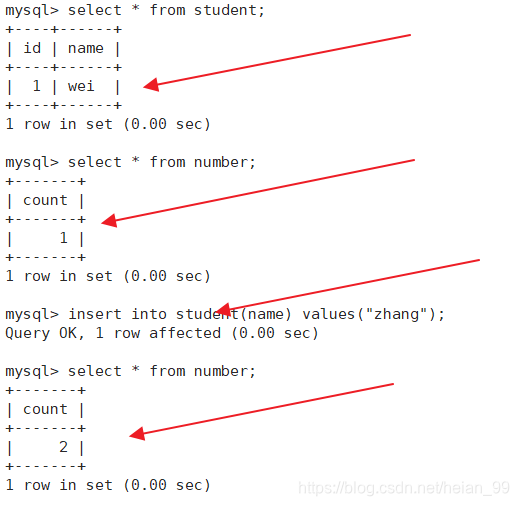 mysql> select * from student;
+----+------+
| id | name |
+----+------+
|  1 | wei  |
+----+------+
1 row in set (0.00 sec)
mysql> select * from number;
+-------+
| count |
+-------+
|     1 |
+-------+
1 row in set (0.00 sec)
mysql> insert into student(name) values("zhang");
Query OK, 1 row affected (0.00 sec)
mysql> select * from number;
+-------+
| count |
+-------+
|     2 |
+-------+
1 row in set (0.00 sec)
https://blog.csdn.net/heian_99